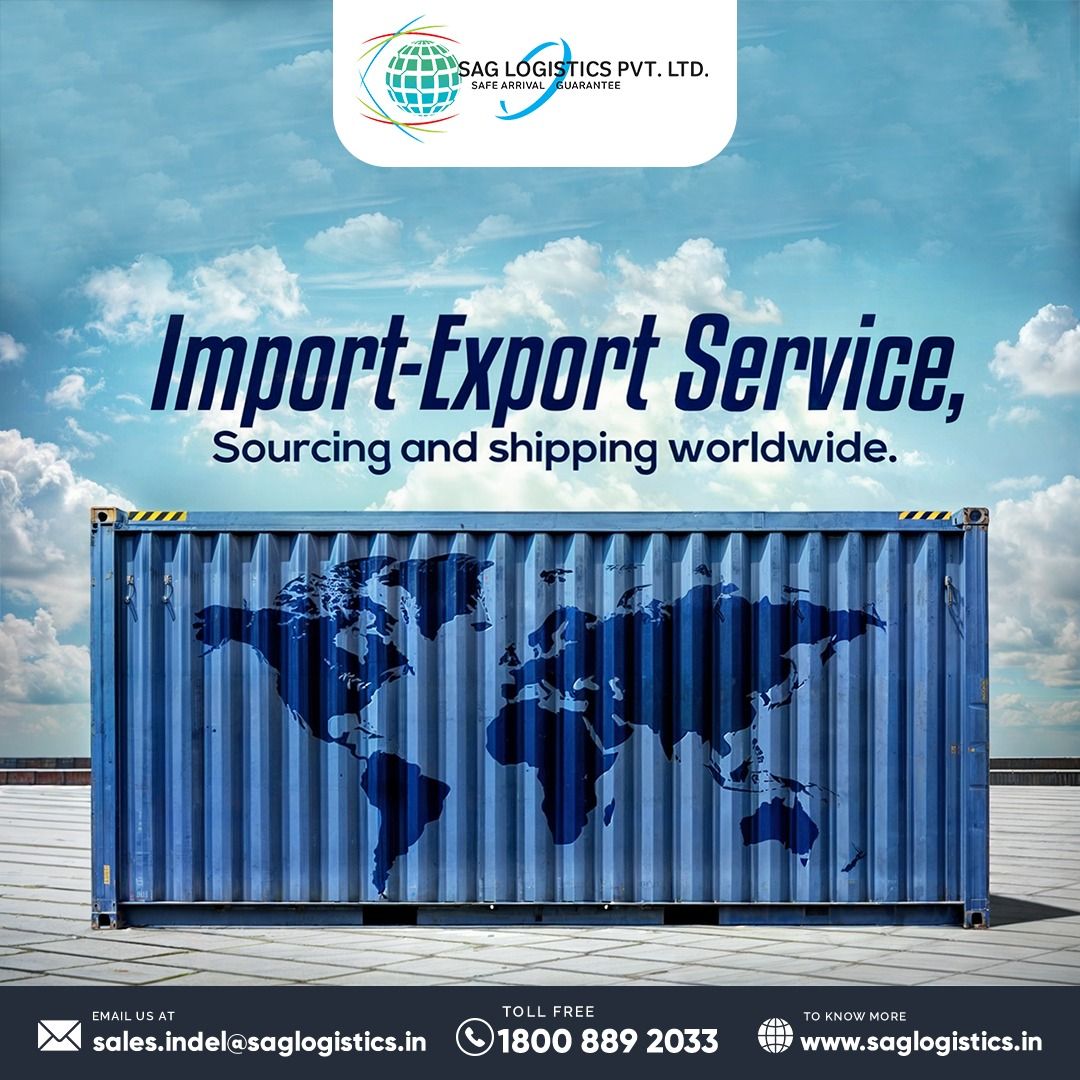 SAG LOGISTICS PVT. LTD.
SAFE ARRIVAL GUARANTEE
Import-Export Service,
Sourcing and shipping worldwide.
EMAIL US AT
sales.indel@saglogistics.in
TOLL FREE
1800 889 2033
TO KNOW MORE
www.saglogistics.in